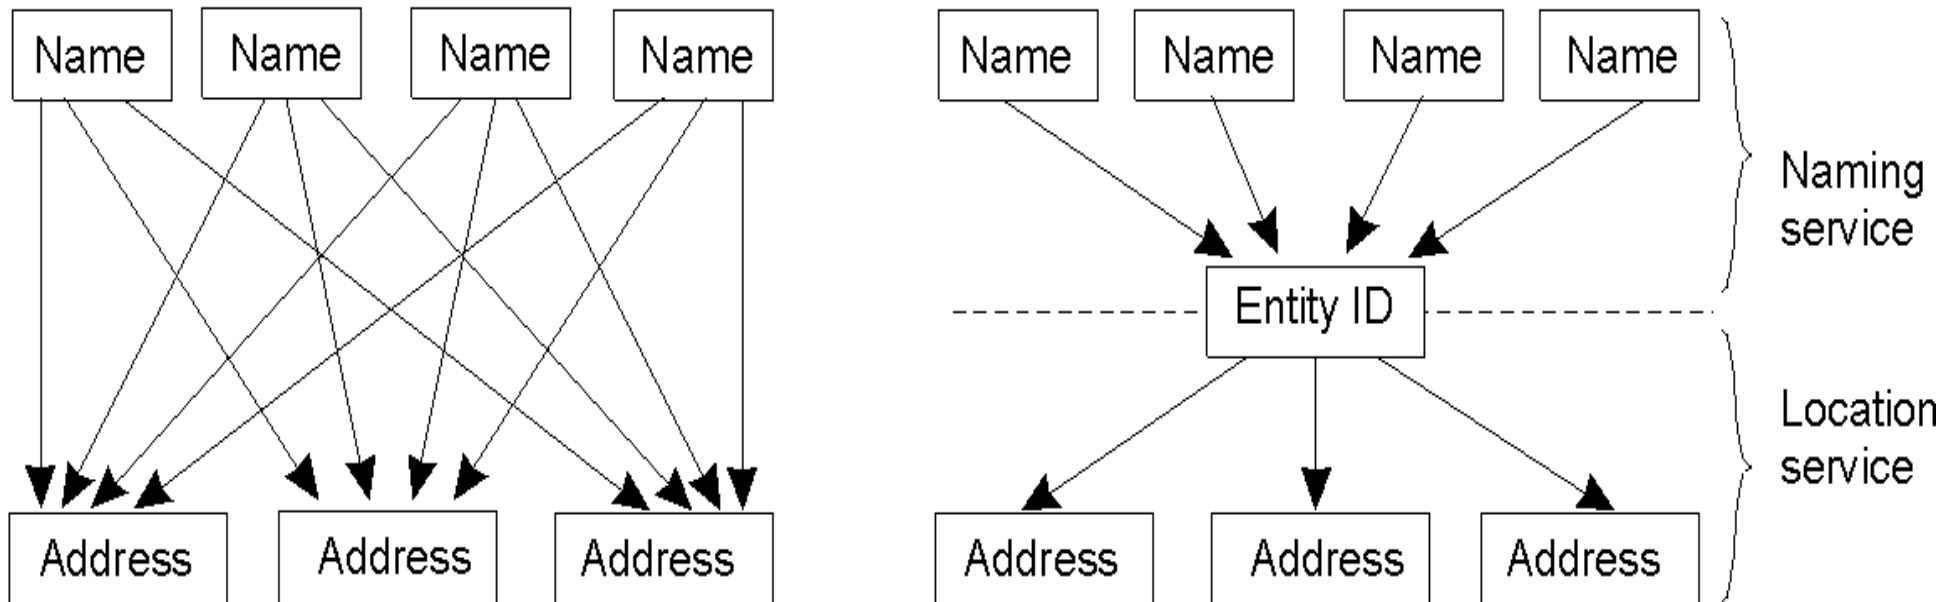 Name Name Name Name
Address Address Address
Name Name Name Name
Naming
service
Entity ID
Location
service
Address Address Address